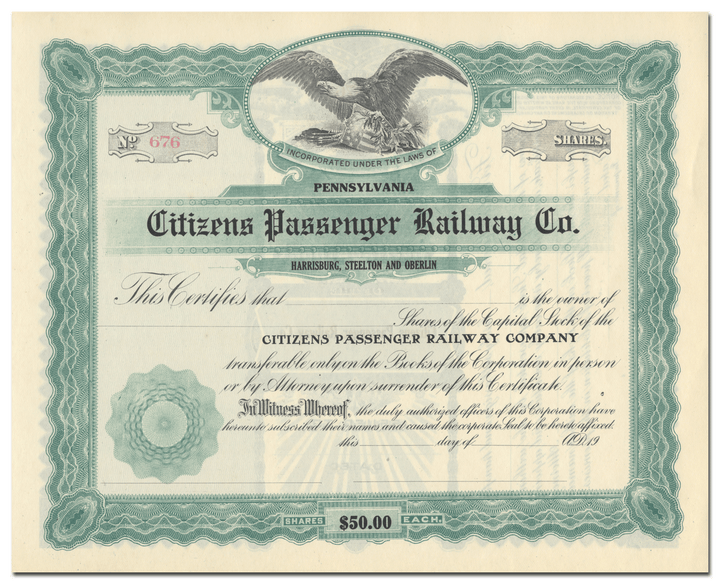 INCORPORATED UNDER THE LAWS OF
Nº 676
SHARES.
PENNSYLVANIA
Citizens Passenger Railway Co.
HARRISBURG, STEELTON AND OBERLIN
This Certifies that is the owner of
Shares of the Capital Stock of the
CITIZENS PASSENGER RAILWAY COMPANY
transferable only on the Books of the Corporation in person
or by Attorney upon surrender of this Certificate.
In Witness Whereof, the duly authorized officers of this Corporation have
hereunto subscribed their names and caused the corporate Seal to be hereto affixed.
this day of A.D. 19
SHARES $50.00 EACH.